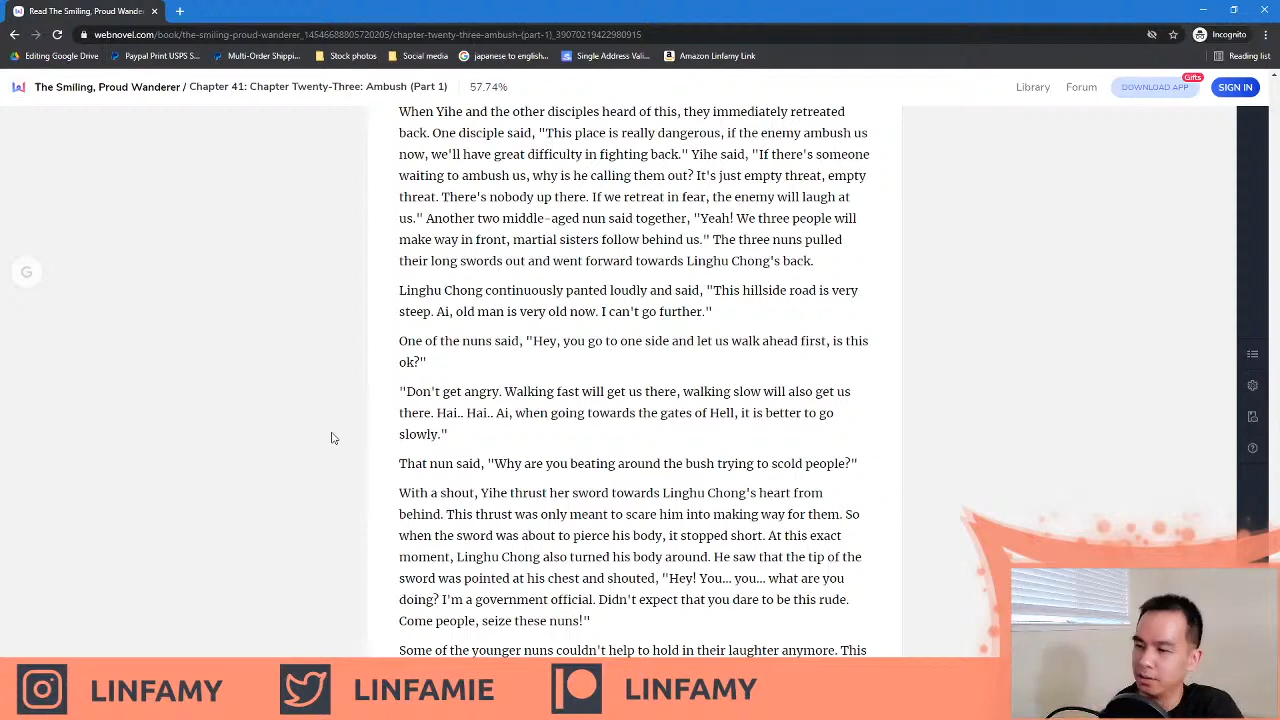 Read The Smiling, Proud Wande
Incognito
webnovel.com/book/the-smiling-proud-wanderer_14546688805720205/chapter-twenty-three-ambush-(part-1)_39070219422980915
Editing Google Drive
Paypal Print USPS S...
Multi-Order Shippi...
Stock photos
Social media
japanese to english...
Single Address Vali...
Amazon Linfamy Link
Reading list
The Smiling, Proud Wanderer / Chapter 41: Chapter Twenty-Three: Ambush (Part 1)
57.74%
Library
Forum
DOWNLOAD APP
Gifts
SIGN IN
When Yihe and the other disciples heard of this, they immediately retreated
back. One disciple said, "This place is really dangerous, if the enemy ambush us
now, we'll have great difficulty in fighting back." Yihe said, "If there's someone
waiting to ambush us, why is he calling them out? It's just empty threat, empty
threat. There's nobody up there. If we retreat in fear, the enemy will laugh at
us." Another two middle-aged nun said together, "Yeah! We three people will
make way in front, martial sisters follow behind us." The three nuns pulled
their long swords out and went forward towards Linghu Chong's back.
Linghu Chong continuously panted loudly and said, "This hillside road is very
steep. Ai, old man is very old now. I can't go further."
One of the nuns said, "Hey, you go to one side and let us walk ahead first, is this
ok?"
"Don't get angry. Walking fast will get us there, walking slow will also get us
there. Hai.. Hai.. Ai, when going towards the gates of Hell, it is better to go
slowly."
That nun said, "Why are you beating around the bush trying to scold people?"
With a shout, Yihe thrust her sword towards Linghu Chong's heart from
behind. This thrust was only meant to scare him into making way for them. So
when the sword was about to pierce his body, it stopped short. At this exact
moment, Linghu Chong also turned his body around. He saw that the tip of the
sword was pointed at his chest and shouted, "Hey! You... you... what are you
doing? I'm a government official. Didn't expect that you dare to be this rude.
Come people, seize these nuns!"
Some of the younger nuns couldn't help to hold in their laughter anymore. This
G
LINFAMY
LINFAMIE
LINFAMY